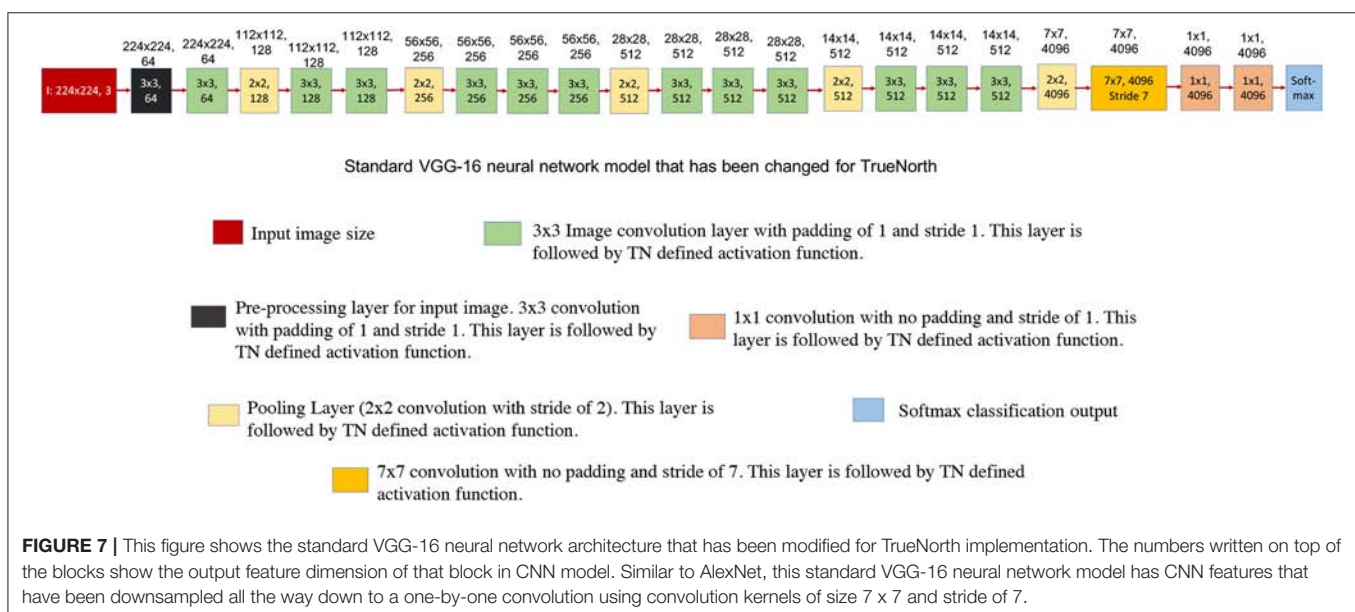 224x224,
64
224x224,
64
112x112,
128
112x112,
128
112x112,
128
56x56,
256
56x56,
256
56x56,
256
56x56,
256
28x28,
512
28x28,
512
28x28,
512
28x28,
512
14x14,
512
14x14,
512
14x14,
512
14x14,
512
7x7,
4096
7x7,
4096
1x1,
4096
1x1,
4096
I: 224x224, 3
3x3,
64
3x3,
64
2x2,
128
3x3,
128
3x3,
128
2x2,
256
3x3,
256
3x3,
256
3x3,
256
2x2,
512
3x3,
512
3x3,
512
3x3,
512
2x2,
512
3x3,
512
3x3,
512
3x3,
512
2x2,
4096
7x7, 4096
Stride 7
1x1,
4096
1x1,
4096
Soft-
max
Standard VGG-16 neural network model that has been changed for TrueNorth
Input image size
3x3 Image convolution layer with padding of 1 and stride 1. This layer is
followed by TN defined activation function.
Pre-processing layer for input image. 3x3 convolution
with padding of 1 and stride 1. This layer is followed by
TN defined activation function.
1x1 convolution with no padding and stride of 1. This
layer is followed by TN defined activation function.
Pooling Layer (2x2 convolution with stride of 2). This layer is
followed by TN defined activation function.
Softmax classification output
7x7 convolution with no padding and stride of 7. This layer is followed by TN defined
activation function.
FIGURE 7 | This figure shows the standard VGG-16 neural network architecture that has been modified for TrueNorth implementation. The numbers written on top of
the blocks show the output feature dimension of that block in CNN model. Similar to AlexNet, this standard VGG-16 neural network model has CNN features that
have been downsampled all the way down to a one-by-one convolution using convolution kernels of size 7 x 7 and stride of 7.